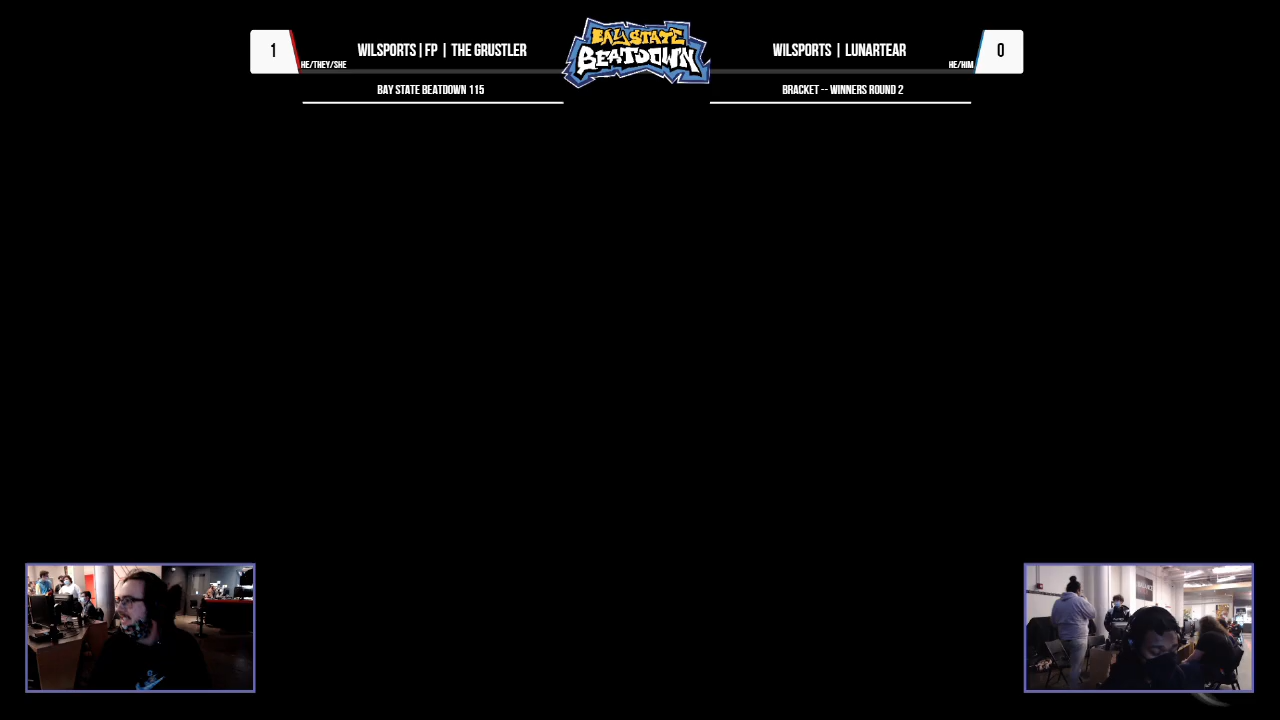 1
WILSPORTS | FP | THE GRUSTLER
HE/THEY/SHE
BAY STATE
BEATDOWN
WILSPORTS | LUNARTEAR
HE/HIM
0
BAY STATE BEATDOWN 115
BRACKET -- WINNERS ROUND 2